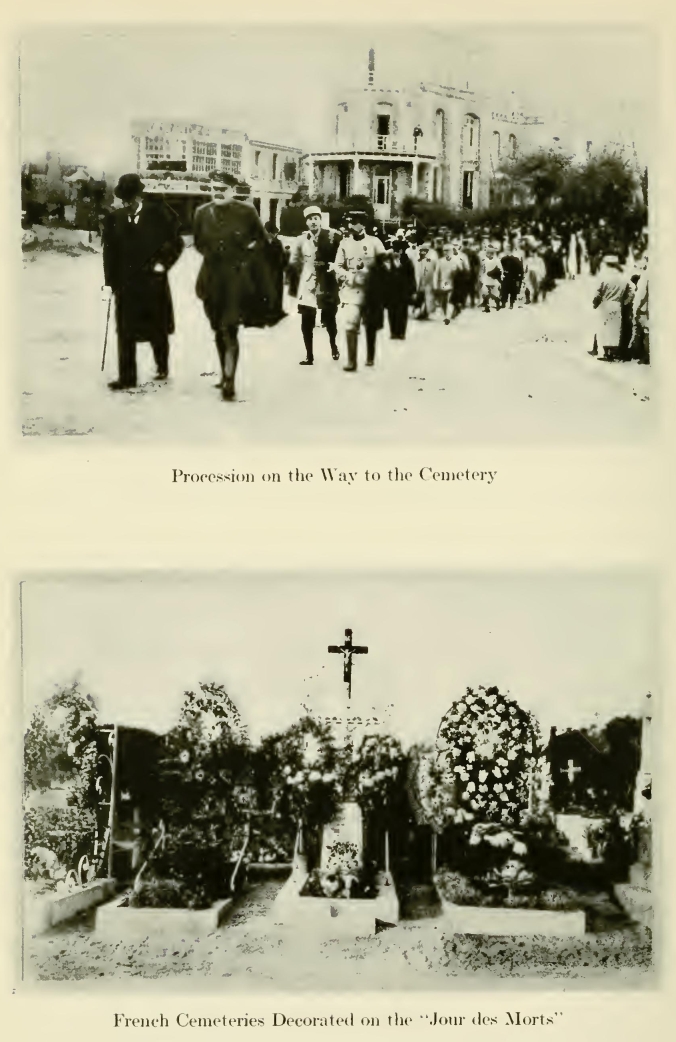 Procession on the Way to the Cemetery
French Cemeteries Decorated on the "Jour des Morts"